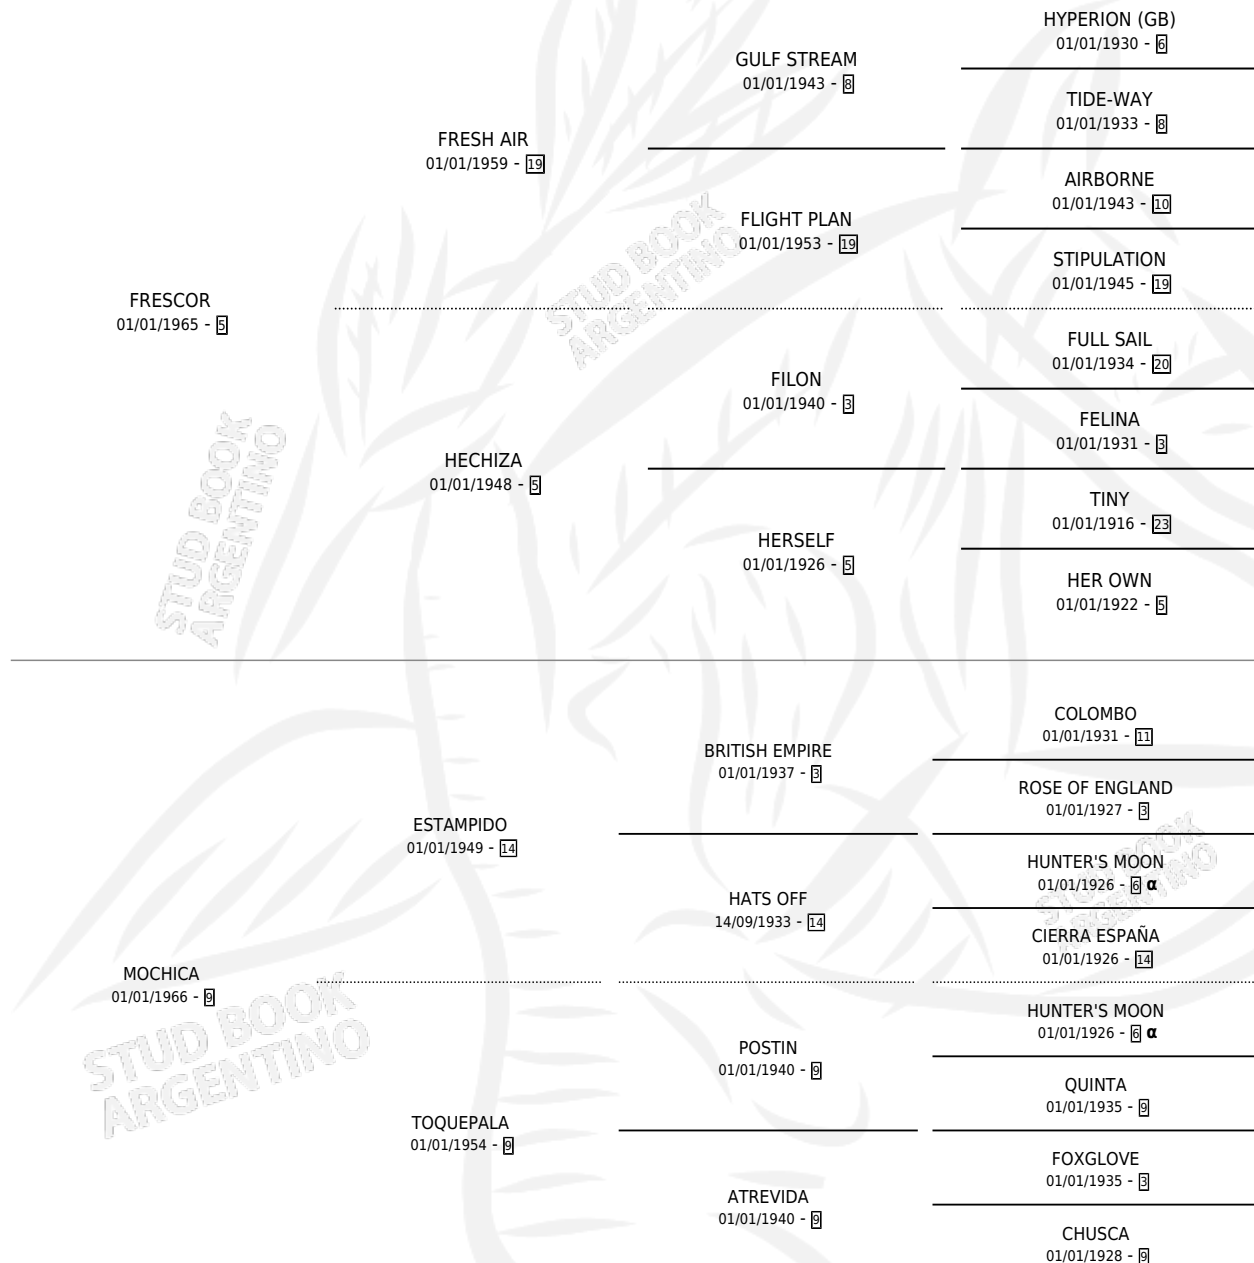 HYPERION (GB)
01/01/1930 - 6
GULF STREAM
01/01/1943 - 8
TIDE-WAY
01/01/1933 - 8
FRESH AIR
01/01/1959 - 19
AIRBORNE
01/01/1943 - 10
FLIGHT PLAN
01/01/1953 - 19
STIPULATION
01/01/1945 - 19
FRESCOR
01/01/1965 - 5
FULL SAIL
01/01/1934 - 20
FILON
01/01/1940 - 3
FELINA
01/01/1931 - 3
HECHIZA
01/01/1948 - 5
TINY
01/01/1916 - 23
HERSELF
01/01/1926 - 5
HER OWN
01/01/1922 - 5
COLOMBO
01/01/1931 - 11
BRITISH EMPIRE
01/01/1937 - 3
ROSE OF ENGLAND
01/01/1927 - 3
ESTAMPIDO
01/01/1949 - 14
HUNTER'S MOON
01/01/1926 - 6 α
HATS OFF
14/09/1933 - 14
CIERRA ESPAÑA
01/01/1926 - 14
MOCHICA
01/01/1966 - 9
HUNTER'S MOON
01/01/1926 - 6 α
POSTIN
01/01/1940 - 9
QUINTA
01/01/1935 - 9
TOQUEPALA
01/01/1954 - 9
FOXGLOVE
01/01/1935 - 3
ATREVIDA
01/01/1940 - 9
CHUSCA
01/01/1928 - 9
STUD BOOK
ARGENTINO
STUD BOOK
ARGENTINO
STUD BOOK
ARGENTINO
STUD BOOK
ARGENTINO